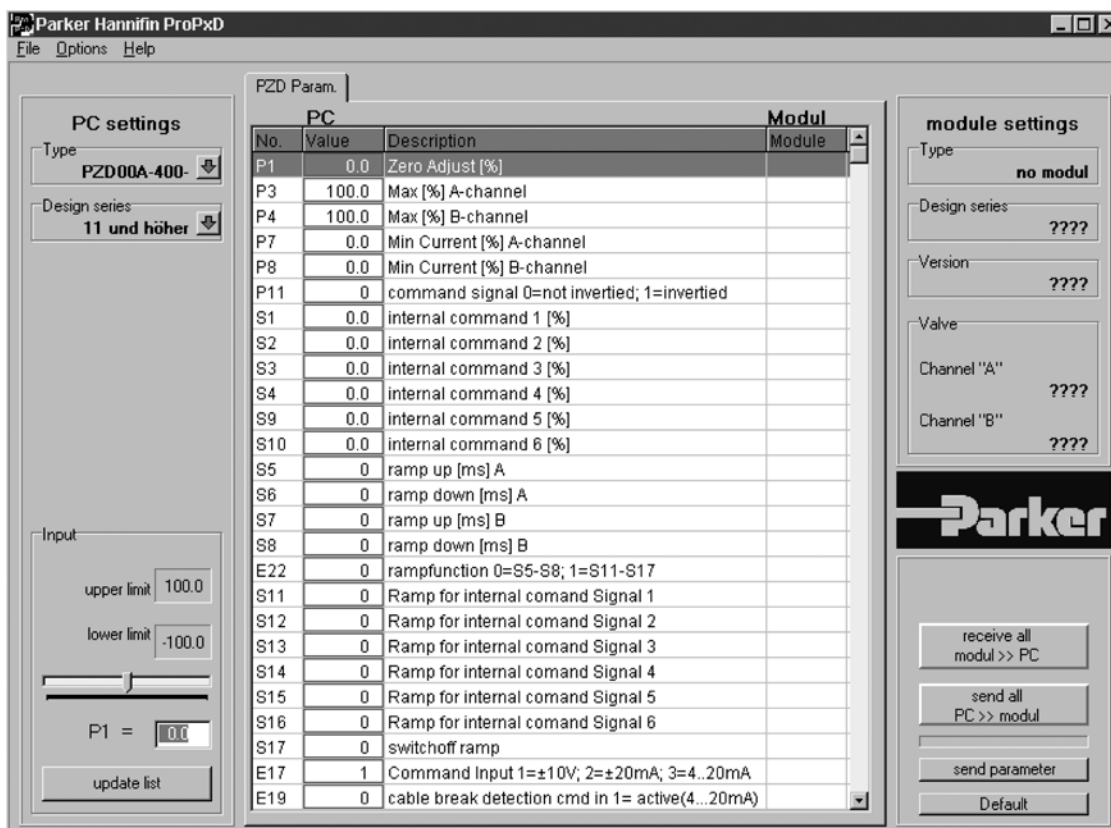 Parker Hannifin ProPxD
File Options Help
PC settings
Type
PZD00A-400-
Design series
11 und höher
Input
upper limit 100.0
lower limit -100.0
P1 = 0.0
update list
PZD Param.
PC Modul
No. Value Description Module
P1 0.0 Zero Adjust [%]
P3 100.0 Max [%] A-channel
P4 100.0 Max [%] B-channel
P7 0.0 Min Current [%] A-channel
P8 0.0 Min Current [%] B-channel
P11 0 command signal 0=not invertied; 1=invertied
S1 0.0 internal command 1 [%]
S2 0.0 internal command 2 [%]
S3 0.0 internal command 3 [%]
S4 0.0 internal command 4 [%]
S9 0.0 internal command 5 [%]
S10 0.0 internal command 6 [%]
S5 0 ramp up [ms] A
S6 0 ramp down [ms] A
S7 0 ramp up [ms] B
S8 0 ramp down [ms] B
E22 0 rampfunction 0=S5-S8; 1=S11-S17
S11 0 Ramp for internal comand Signal 1
S12 0 Ramp for internal comand Signal 2
S13 0 Ramp for internal comand Signal 3
S14 0 Ramp for internal comand Signal 4
S15 0 Ramp for internal comand Signal 5
S16 0 Ramp for internal comand Signal 6
S17 0 switchoff ramp
E17 1 Command Input 1=±10V; 2=±20mA; 3=4..20mA
E19 0 cable break detection cmd in 1= active(4...20mA)
module settings
Type
no modul
Design series
????
Version
????
Valve
Channel "A"
????
Channel "B"
????
Parker
receive all
modul >> PC
send all
PC >> modul
send parameter
Default